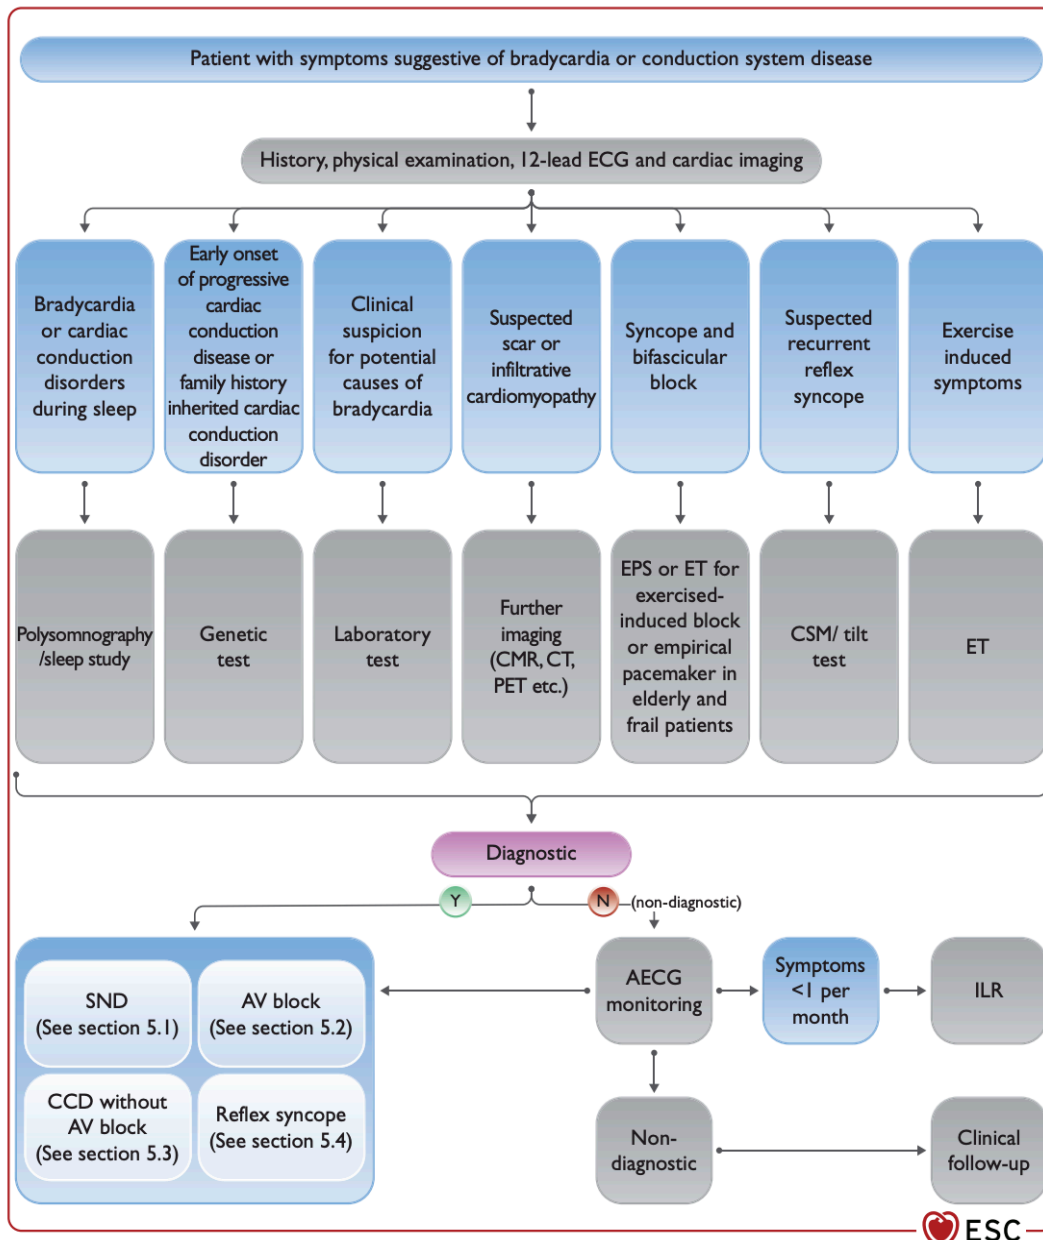 Patient with symptoms suggestive of bradycardia or conduction system disease
History, physical examination, 12-lead ECG and cardiac imaging
Bradycardia
or cardiac
conduction
disorders
during sleep
Early onset
of progressive
cardiac
conduction
disease or
family history
inherited cardiac
conduction
disorder
Clinical
suspicion
for potential
causes of
bradycardia
Suspected
scar or
infiltrative
cardiomyopathy
Syncope and
bifascicular
block
Suspected
recurrent
reflex
syncope
Exercise
induced
symptoms
Polysomnography
/sleep study
Genetic
test
Laboratory
test
Further
imaging
(CMR, CT,
PET etc.)
EPS or ET for
exercised-
induced block
or empirical
pacemaker in
elderly and
frail patients
CSM/ tilt
test
ET
Diagnostic
Y
N
(non-diagnostic)
SND
(See section 5.1)
AV block
(See section 5.2)
CCD without
AV block
(See section 5.3)
Reflex syncope
(See section 5.4)
AECG
monitoring
Symptoms
<1 per
month
ILR
Non-
diagnostic
Clinical
follow-up
ESC